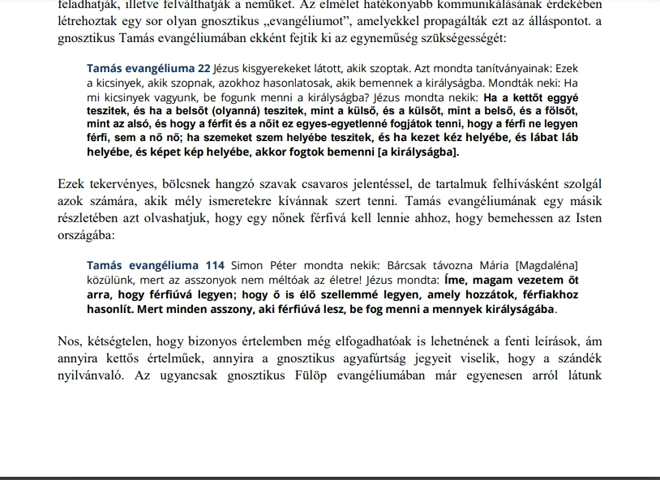 feladhatják, illetve felválthatják a nemüket. Az elmélet hatékonyabb kommunikálásának érdekében
létrehoztak egy sor olyan gnosztikus „evangéliumot”, amelyekkel propagálták ezt az álláspontot. a
gnosztikus Tamás evangéliumában ekként fejtik ki az egyneműség szükségességét:
Tamás evangéliuma 22 Jézus kisgyerekeket látott, akik szoptak. Azt mondta tanítványainak: Ezek
a kicsinyek, akik szopnak, azokhoz hasonlatosak, akik bemennek a királyságba. Mondták neki: Ha
mi kicsinyek vagyunk, be fogunk menni a királyságba? Jézus mondta nekik: Ha a kettőt eggyé
teszitek, és ha a belsőt (olyanná) teszitek, mint a külső, és a külsőt, mint a belső, és a fölsőt,
mint az alsó, és hogy a férfit és a nőit ez egyes-egyetlenné fogjátok tenni, hogy a férfi ne legyen
férfi, sem a nő nő; ha szemeket szem helyébe teszitek, és ha kezet kéz helyébe, és lábat láb
helyébe, és képet kép helyébe, akkor fogtok bemenni [a királyságba].
Ezek tekervényes, bölcsnek hangzó szavak csavaros jelentéssel, de tartalmuk felhívásként szolgál
azok számára, akik mély ismeretekre kívánnak szert tenni. Tamás evangéliumának egy másik
részletében azt olvashatjuk, hogy egy nőnek férfivá kell lennie ahhoz, hogy bemehessen az Isten
országába:
Tamás evangéliuma 114 Simon Péter mondta nekik: Bárcsak távozna Mária [Magdaléna]
közülünk, mert az asszonyok nem méltóak az életre! Jézus mondta: Íme, magam vezetem őt
arra, hogy férfiúvá legyen; hogy ő is élő szellemmé legyen, amely hozzátok, férfiakhoz
hasonlít. Mert minden asszony, aki férfiúvá lesz, be fog menni a mennyek királyságába.
Nos, kétségtelen, hogy bizonyos értelemben még elfogadhatóak is lehetnének a fenti leírások, ám
annyira kettős értelműek, annyira a gnosztikus agyafúrtság jegyeit viselik, hogy a szándék
nyilvánvaló. Az ugyancsak gnosztikus Fülöp evangéliumában már egyenesen arról látunk